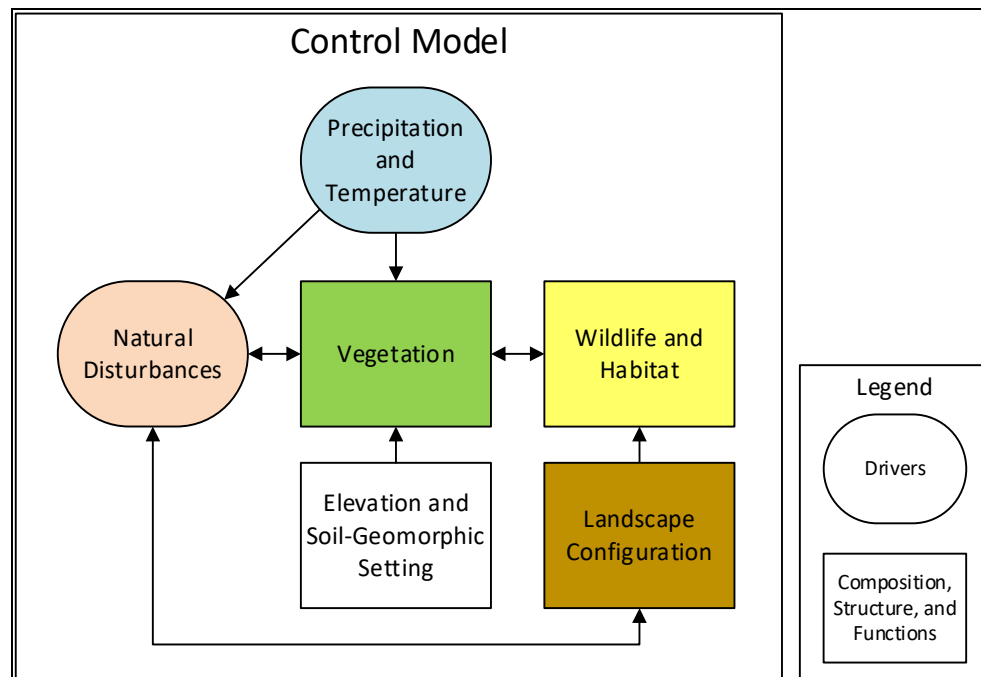 Control Model
Precipitation
and
Temperature
Natural
Disturbances
Vegetation
Wildlife and
Habitat
Elevation and
Soil-Geomorphic
Setting
Landscape
Configuration
Legend
Drivers
Composition,
Structure, and
Functions